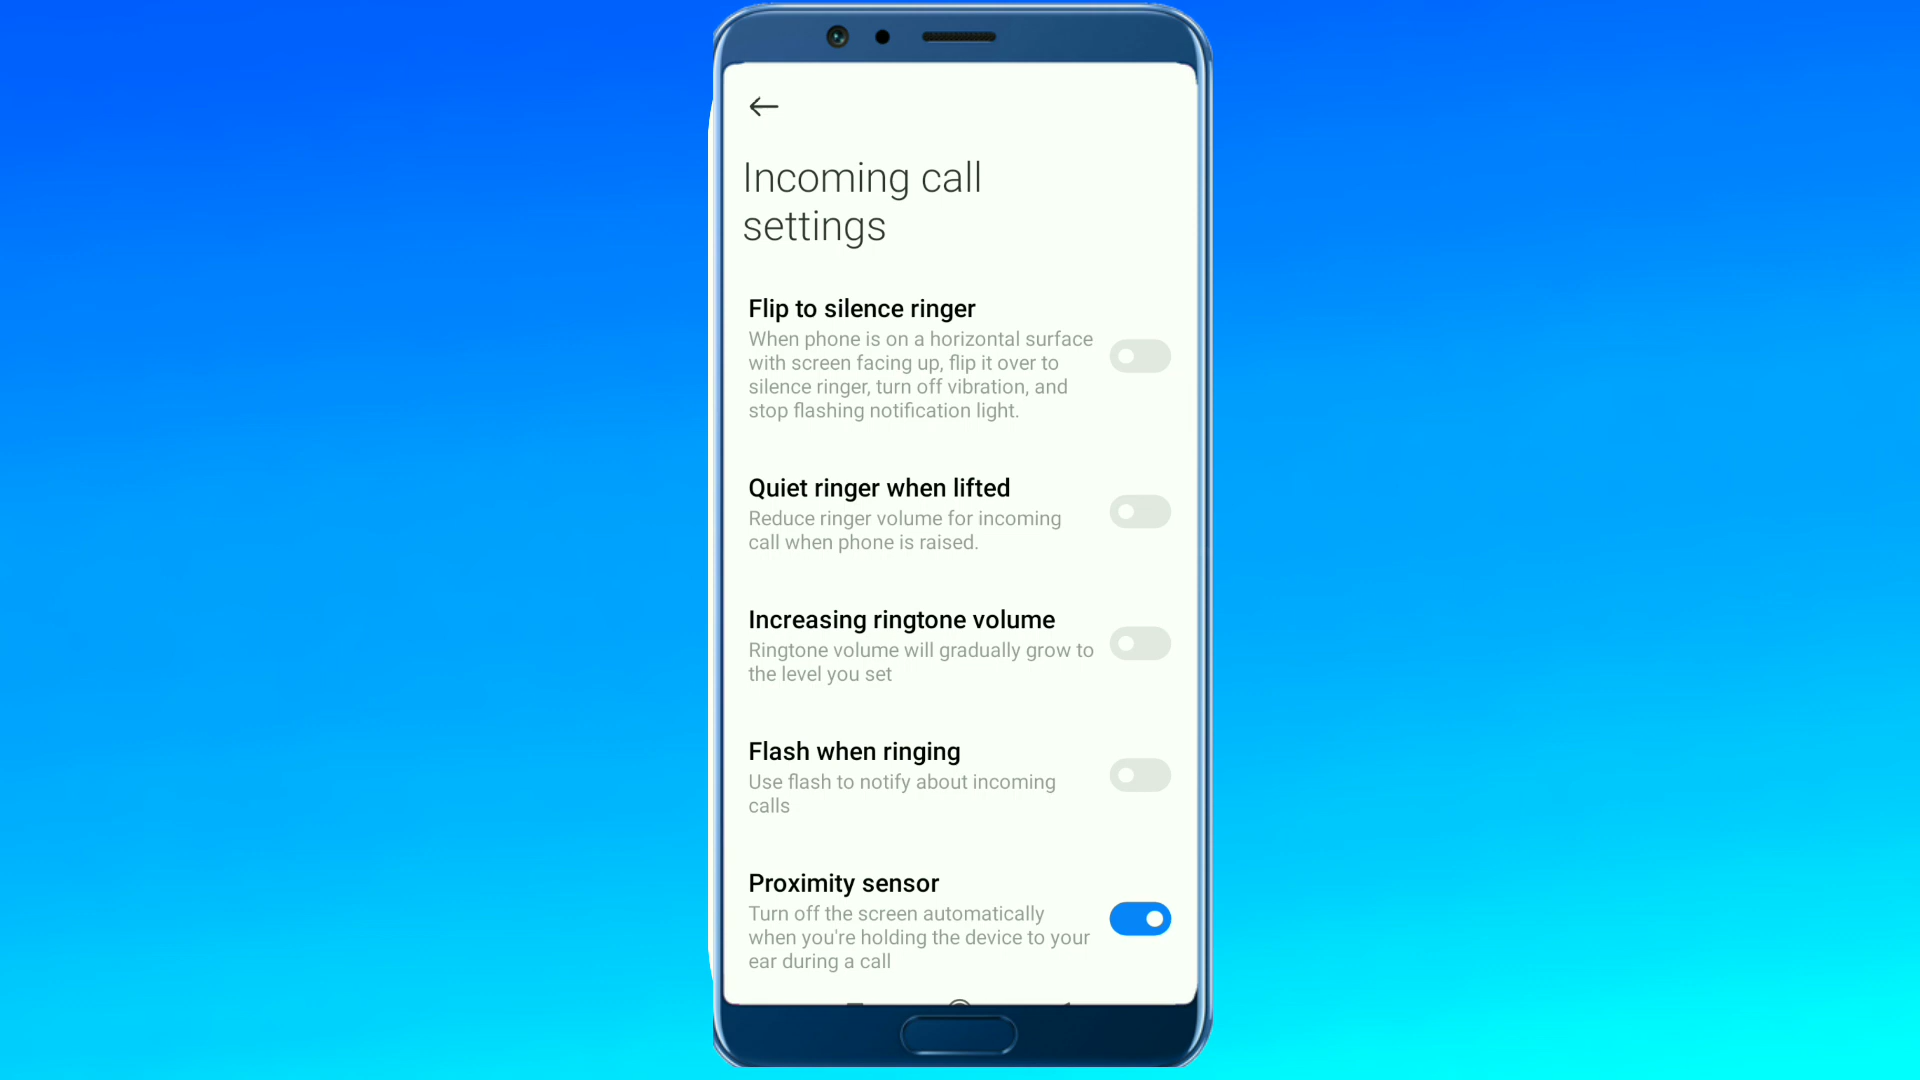 Incoming call
settings
Flip to silence ringer
When phone is on a horizontal surface
with screen facing up, flip it over to
silence ringer, turn off vibration, and
stop flashing notification light.
Quiet ringer when lifted
Reduce ringer volume for incoming
call when phone is raised.
Increasing ringtone volume
Ringtone volume will gradually grow to
the level you set
Flash when ringing
Use flash to notify about incoming
calls
Proximity sensor
Turn off the screen automatically
when you're holding the device to your
ear during a call